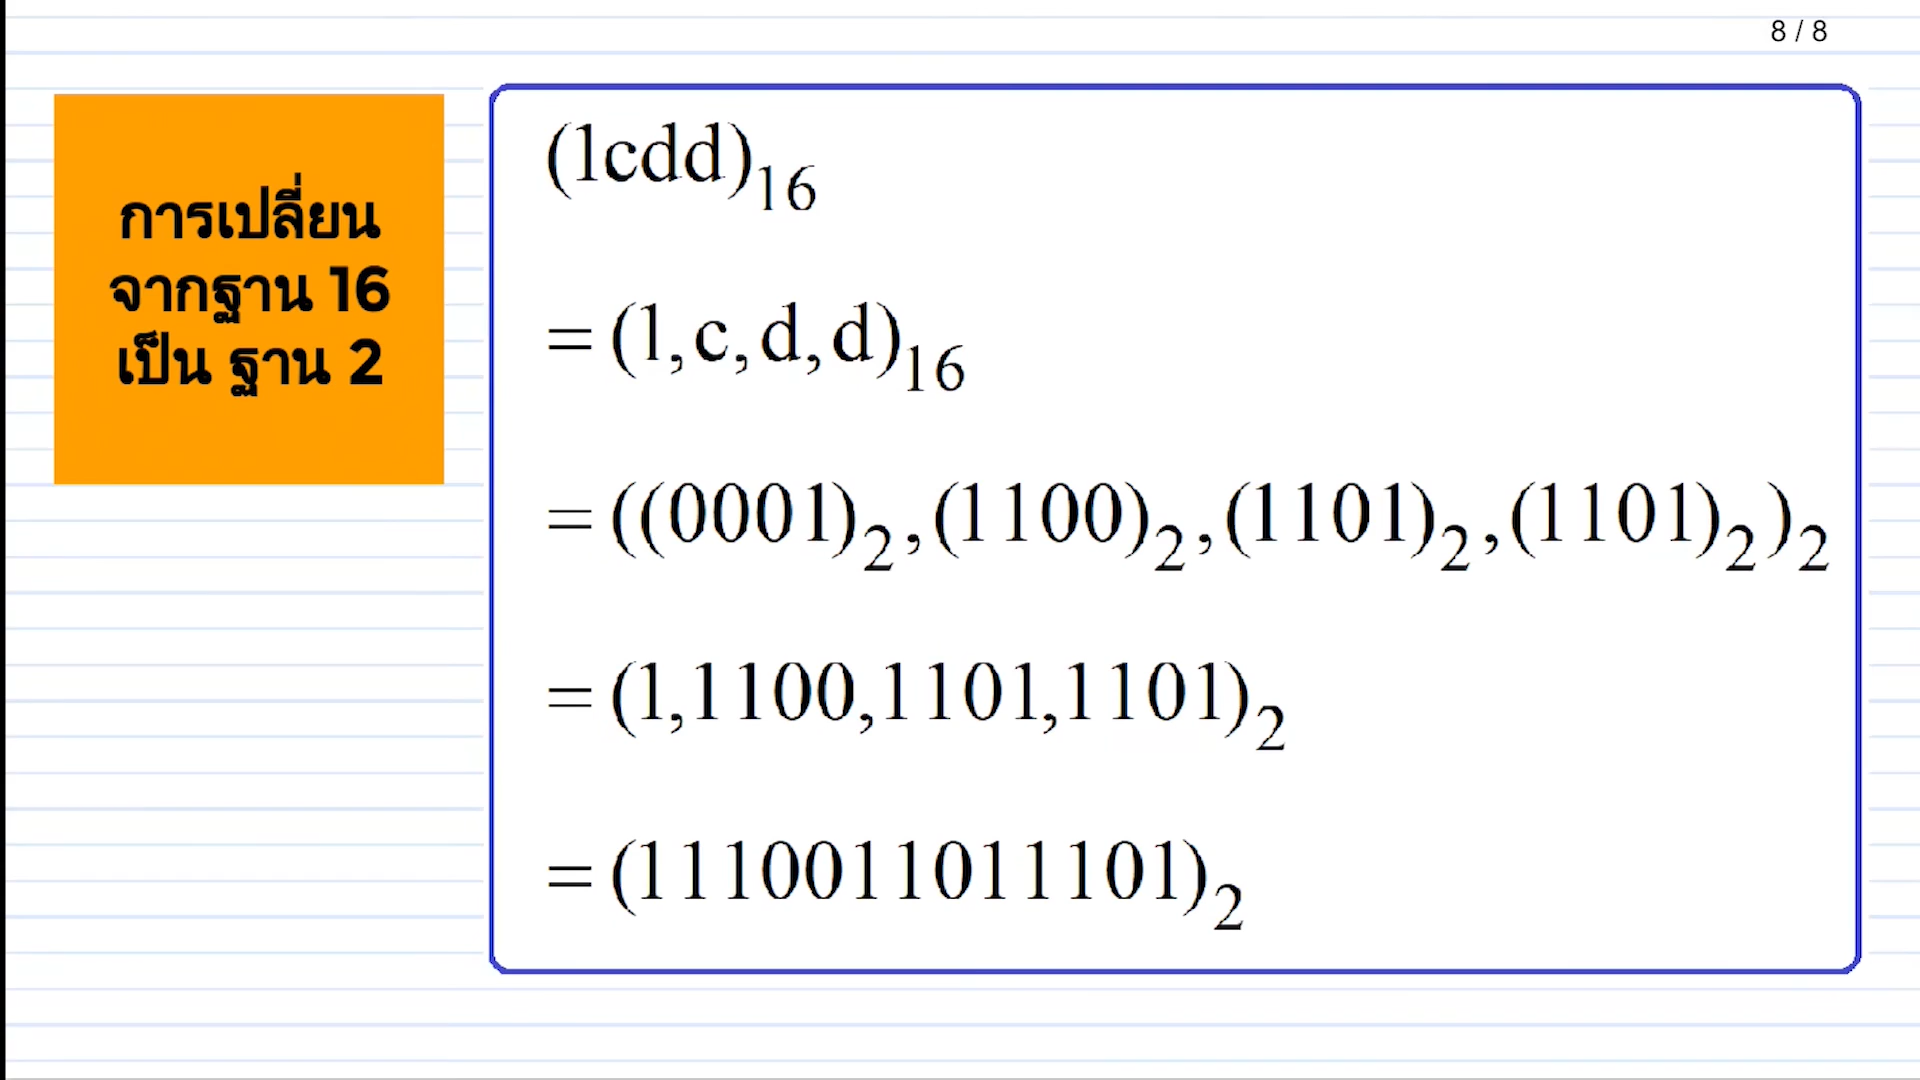 8 / 8
การเปลี่ยน
จากฐาน 16
เป็น ฐาน 2
(1cdd)₁₆
= (1,c,d,d)₁₆
= ((0001)₂,(1100)₂,(1101)₂,(1101)₂)₂
= (1,1100,1101,1101)₂
= (1110011011101)₂